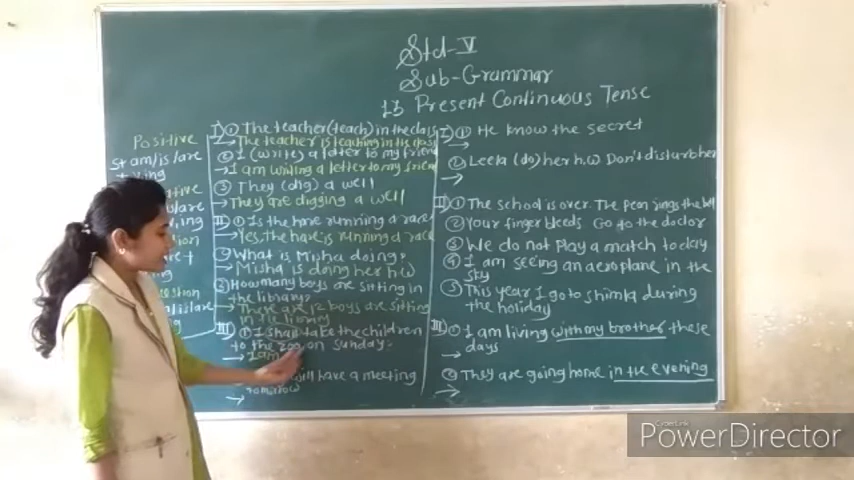 Std-V
Sub-Grammar
13 Present Continuous Tense
Positive
S+ am/is/are
I) ① The teacher (teach) in the class
→ The teacher is teaching in the class
② I (write) a letter to my friend
→ I am writing a letter to my friend
③ They (dig) a well
→ They are digging a well
II) ① Is the horse running a race
→ Yes, the horse is running a race
② What is Misha doing?
→ Misha is doing her h.w
③ How many boys are sitting in
the library?
→ There are 12 boys are sitting
in the library
III) ① I shall take the children
to the zoo on Sunday.
→ I am
will have a meeting
tomorrow
→
I) ① He know the secret
→
② Leela (do) her h.w Don't disturb her
→
II) ① The school is over. The peon rings the bell
② Your finger bleeds Go to the doctor
③ We do not play a match today
④ I am seeing an aeroplane in the
sky
⑤ This year I go to shimla during
the holiday
III) ① I am living with my brother these
→ days
② They are going home in the evening
→
CyberLink
PowerDirector